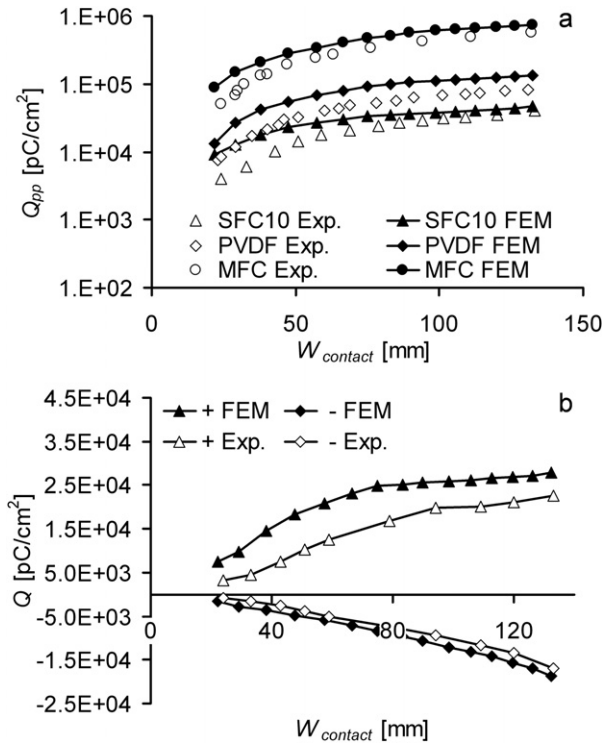 a
1.E+06
1.E+05
1.E+04
1.E+03
1.E+02
Qpp [pC/cm²]
SFC10 Exp. SFC10 FEM
PVDF Exp. PVDF FEM
MFC Exp. MFC FEM
0 50 100 150
Wcontact [mm]
b
4.5E+04
3.5E+04
2.5E+04
1.5E+04
5.0E+03
-5.0E+03
-1.5E+04
-2.5E+04
Q [pC/cm²]
+ FEM - FEM
+ Exp. - Exp.
0 40 80 120
Wcontact [mm]